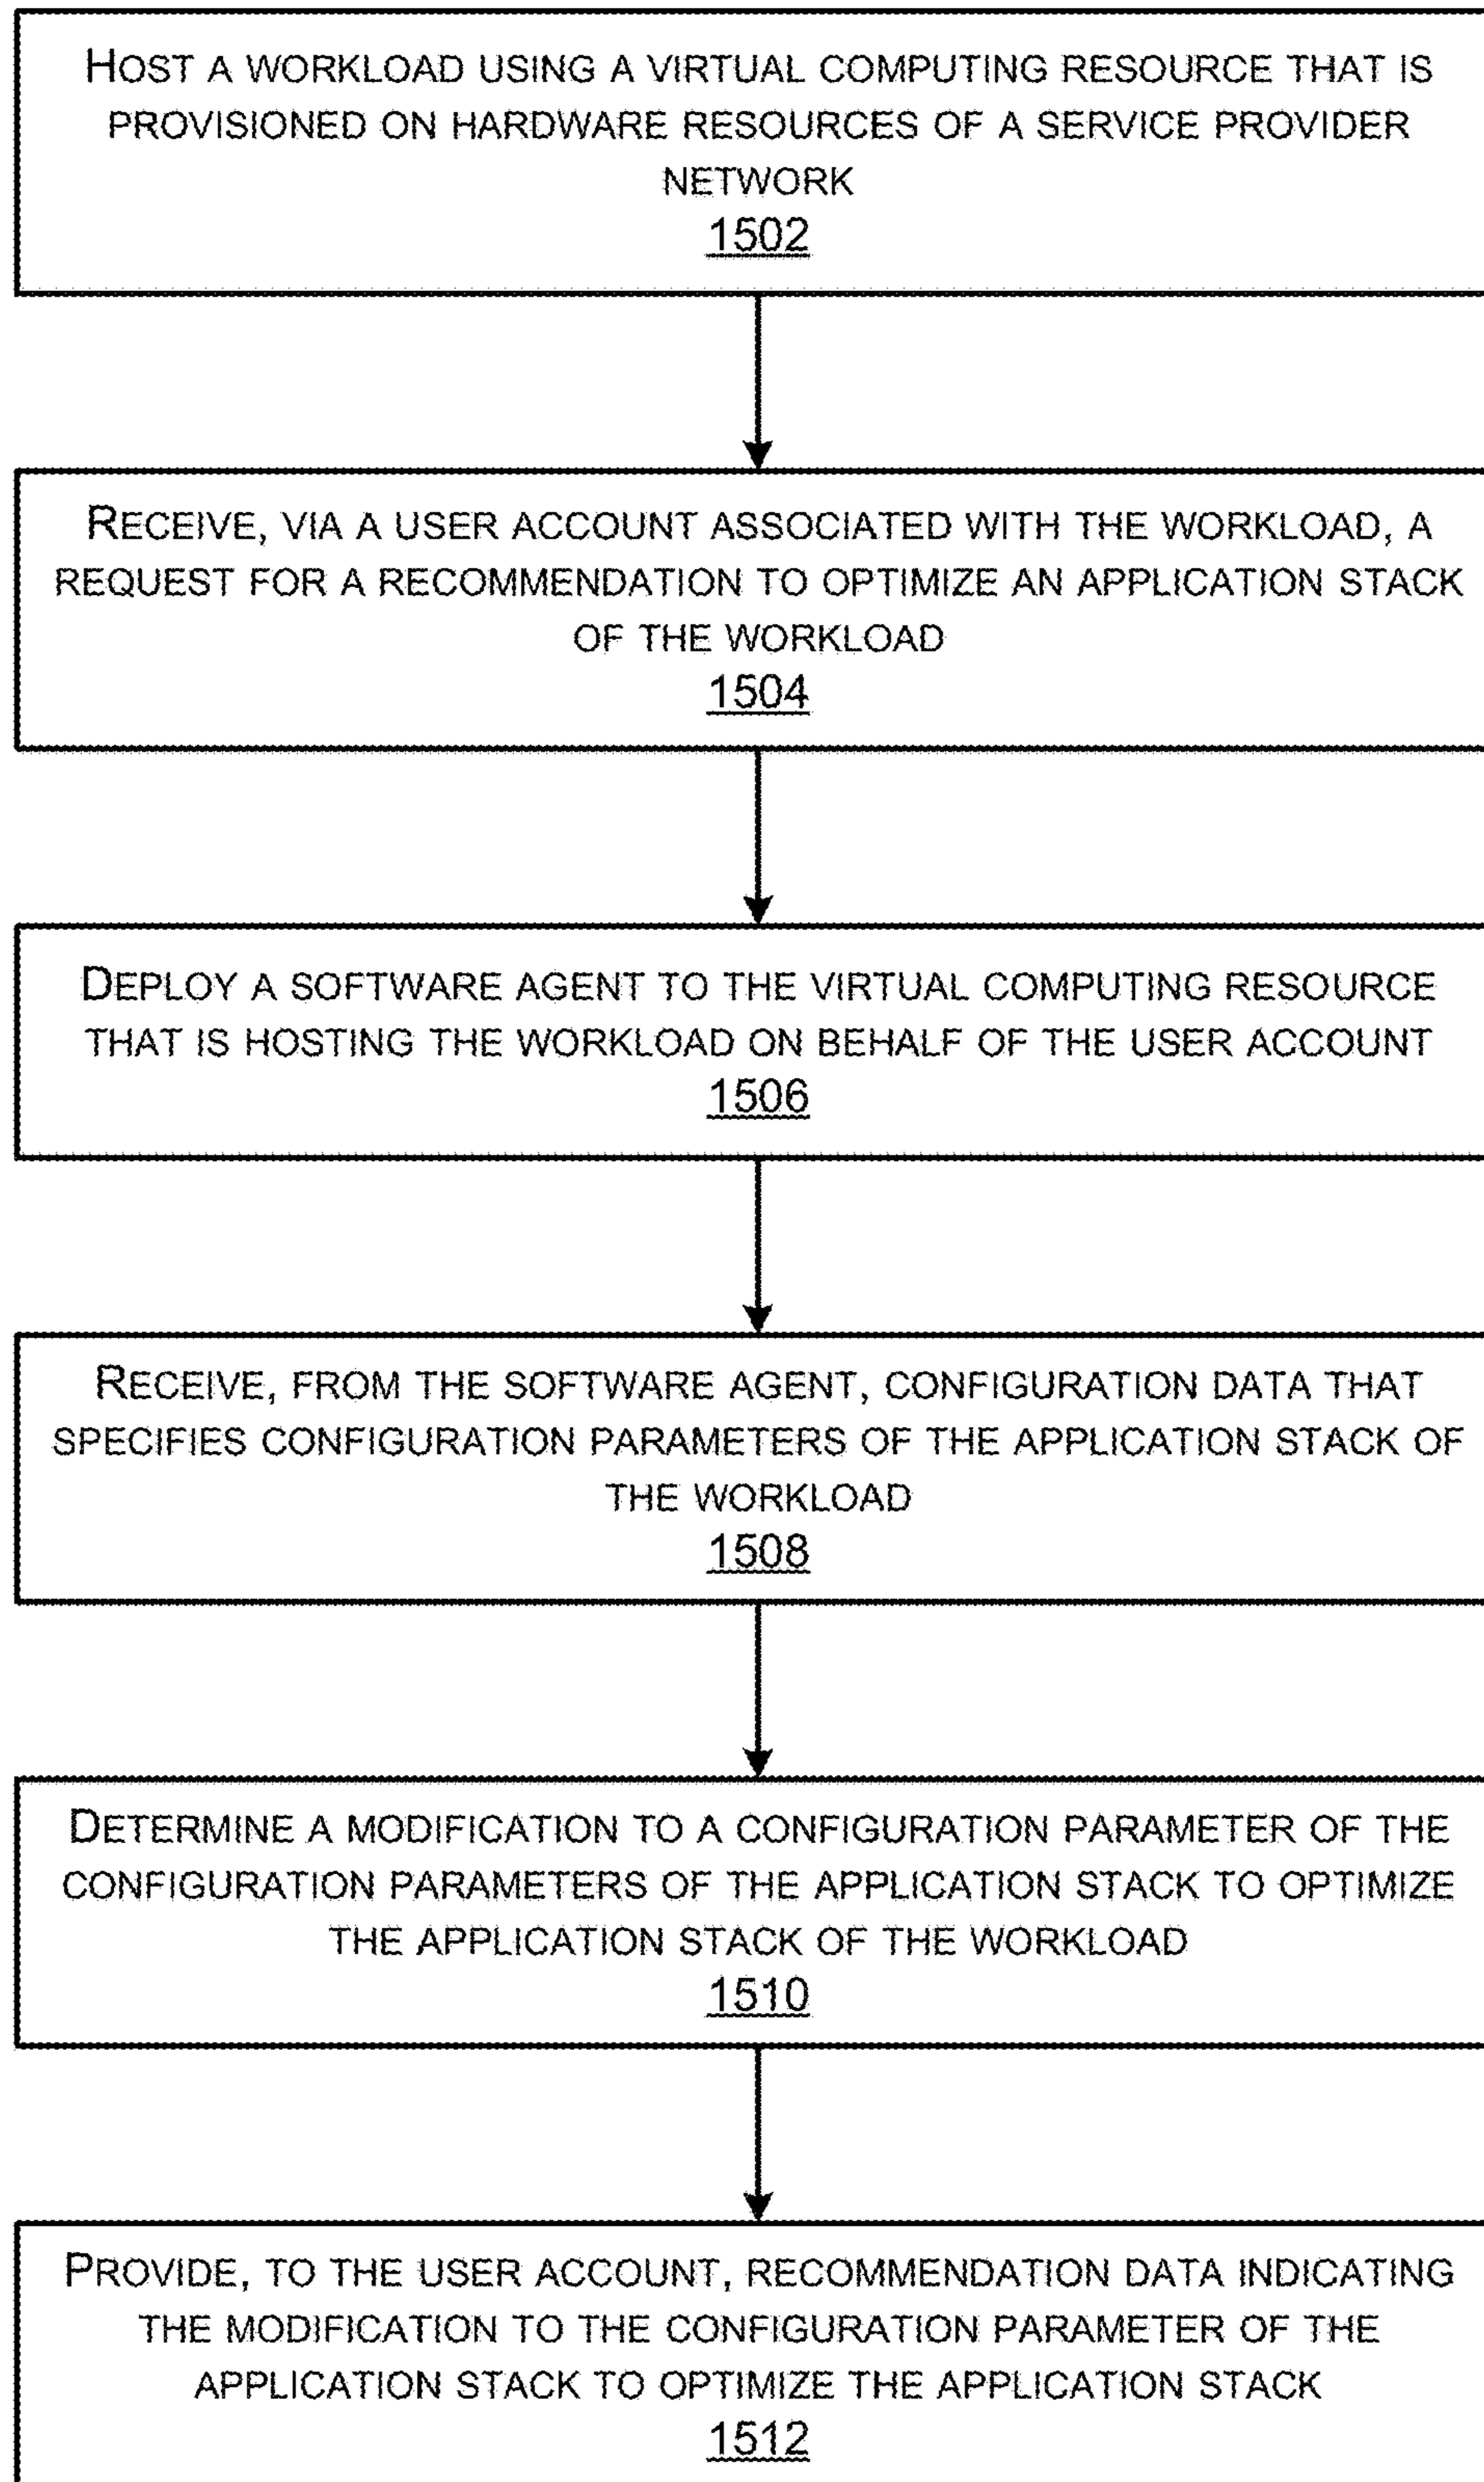 HOST A WORKLOAD USING A VIRTUAL COMPUTING RESOURCE THAT IS
PROVISIONED ON HARDWARE RESOURCES OF A SERVICE PROVIDER
NETWORK
1502
RECEIVE, VIA A USER ACCOUNT ASSOCIATED WITH THE WORKLOAD, A
REQUEST FOR A RECOMMENDATION TO OPTIMIZE AN APPLICATION STACK
OF THE WORKLOAD
1504
DEPLOY A SOFTWARE AGENT TO THE VIRTUAL COMPUTING RESOURCE
THAT IS HOSTING THE WORKLOAD ON BEHALF OF THE USER ACCOUNT
1506
RECEIVE, FROM THE SOFTWARE AGENT, CONFIGURATION DATA THAT
SPECIFIES CONFIGURATION PARAMETERS OF THE APPLICATION STACK OF
THE WORKLOAD
1508
DETERMINE A MODIFICATION TO A CONFIGURATION PARAMETER OF THE
CONFIGURATION PARAMETERS OF THE APPLICATION STACK TO OPTIMIZE
THE APPLICATION STACK OF THE WORKLOAD
1510
PROVIDE, TO THE USER ACCOUNT, RECOMMENDATION DATA INDICATING
THE MODIFICATION TO THE CONFIGURATION PARAMETER OF THE
APPLICATION STACK TO OPTIMIZE THE APPLICATION STACK
1512